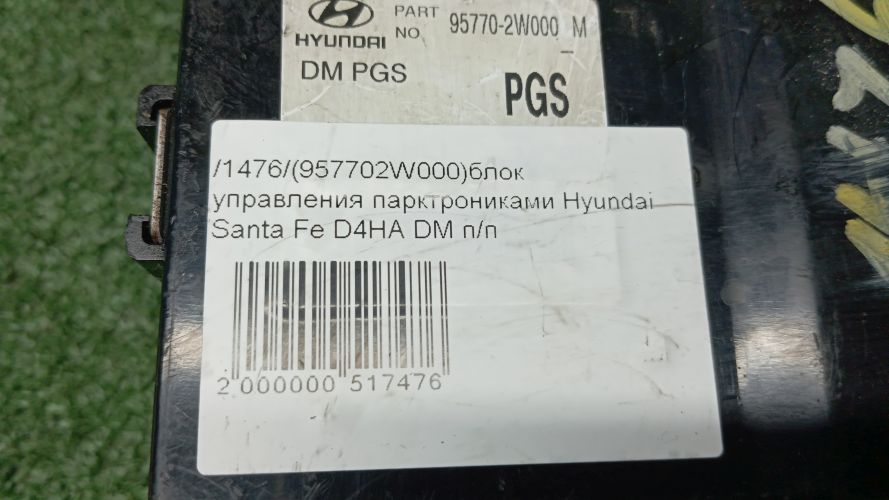 HYUNDAI
PART NO. 95770-2W000 M
DM PGS
PGS
/1476/(957702W000)блок
управления парктрониками Hyundai
Santa Fe D4HA DM п/п
2 000000 517476